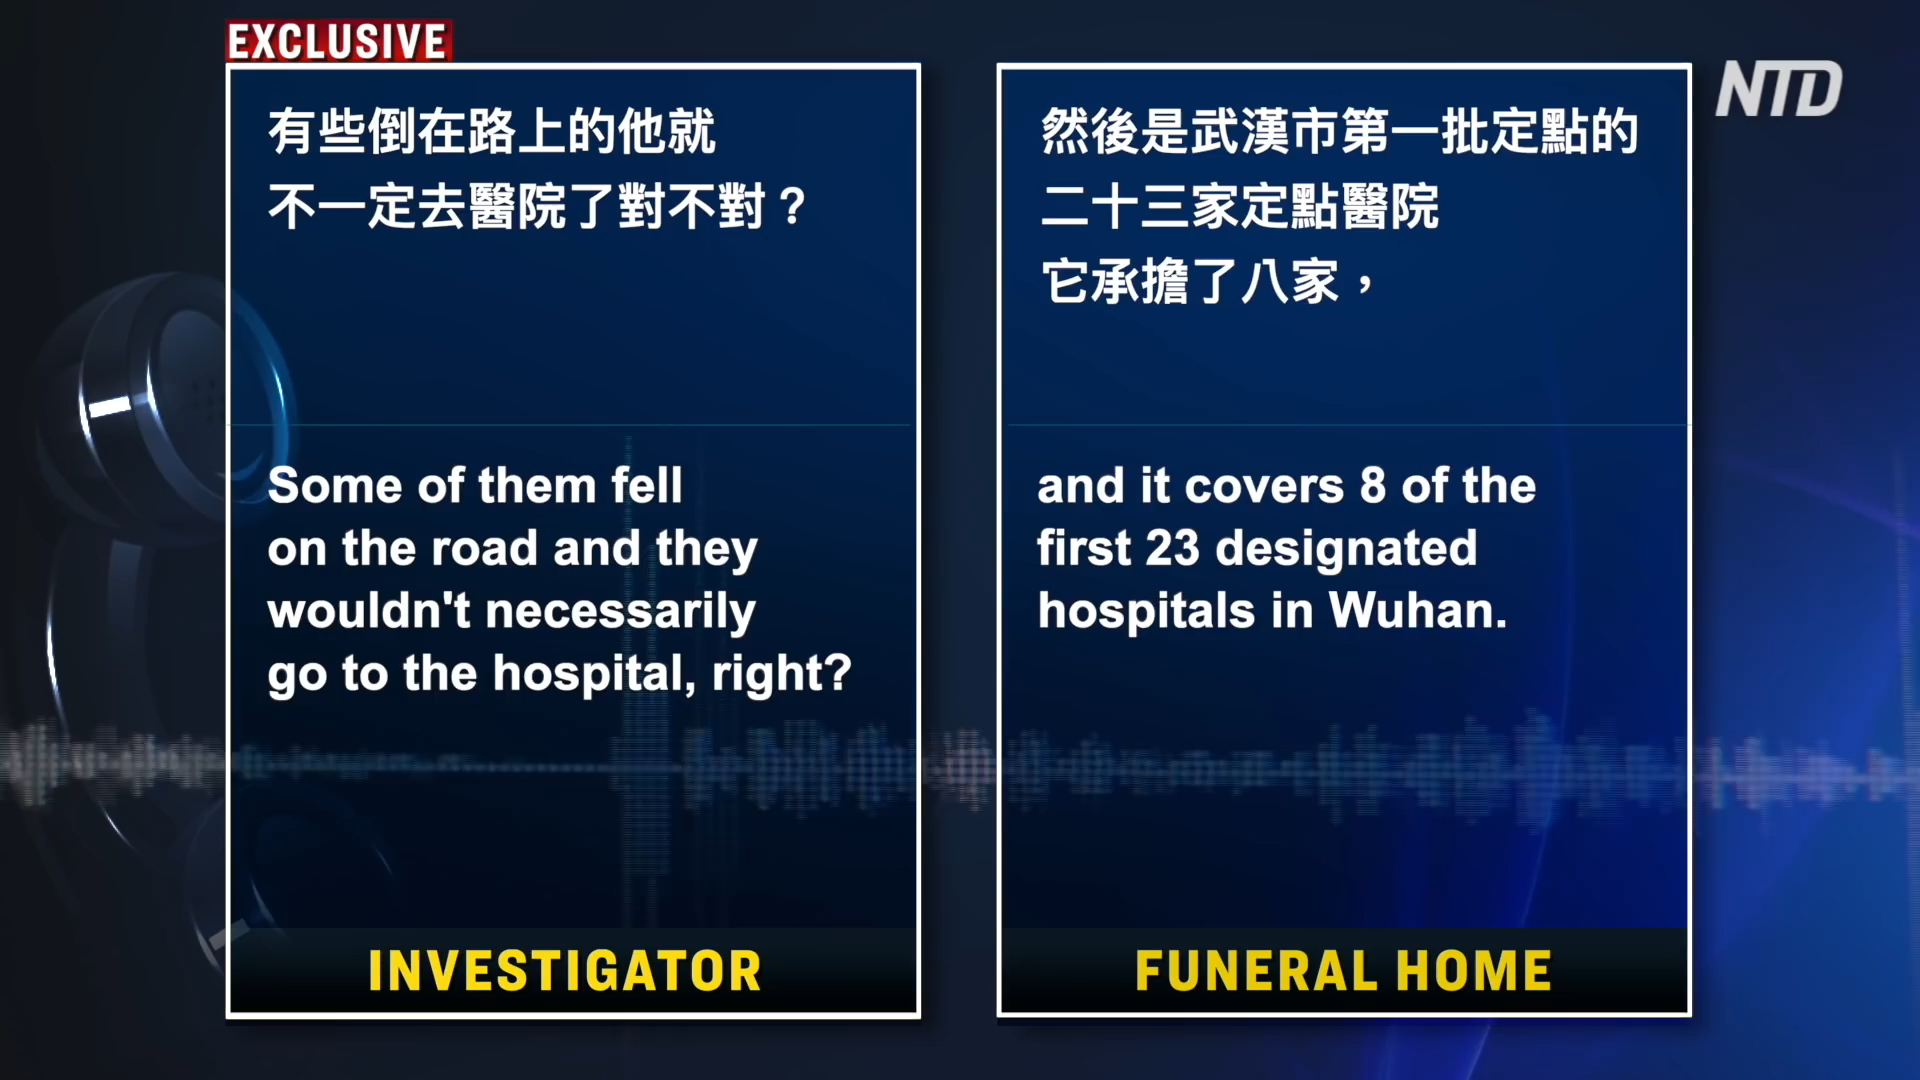 EXCLUSIVE
NTD
有些倒在路上的他就
不一定去醫院了對不對？
Some of them fell
on the road and they
wouldn't necessarily
go to the hospital, right?
INVESTIGATOR
然後是武漢市第一批定點的
二十三家定點醫院
它承擔了八家，
and it covers 8 of the
first 23 designated
hospitals in Wuhan.
FUNERAL HOME